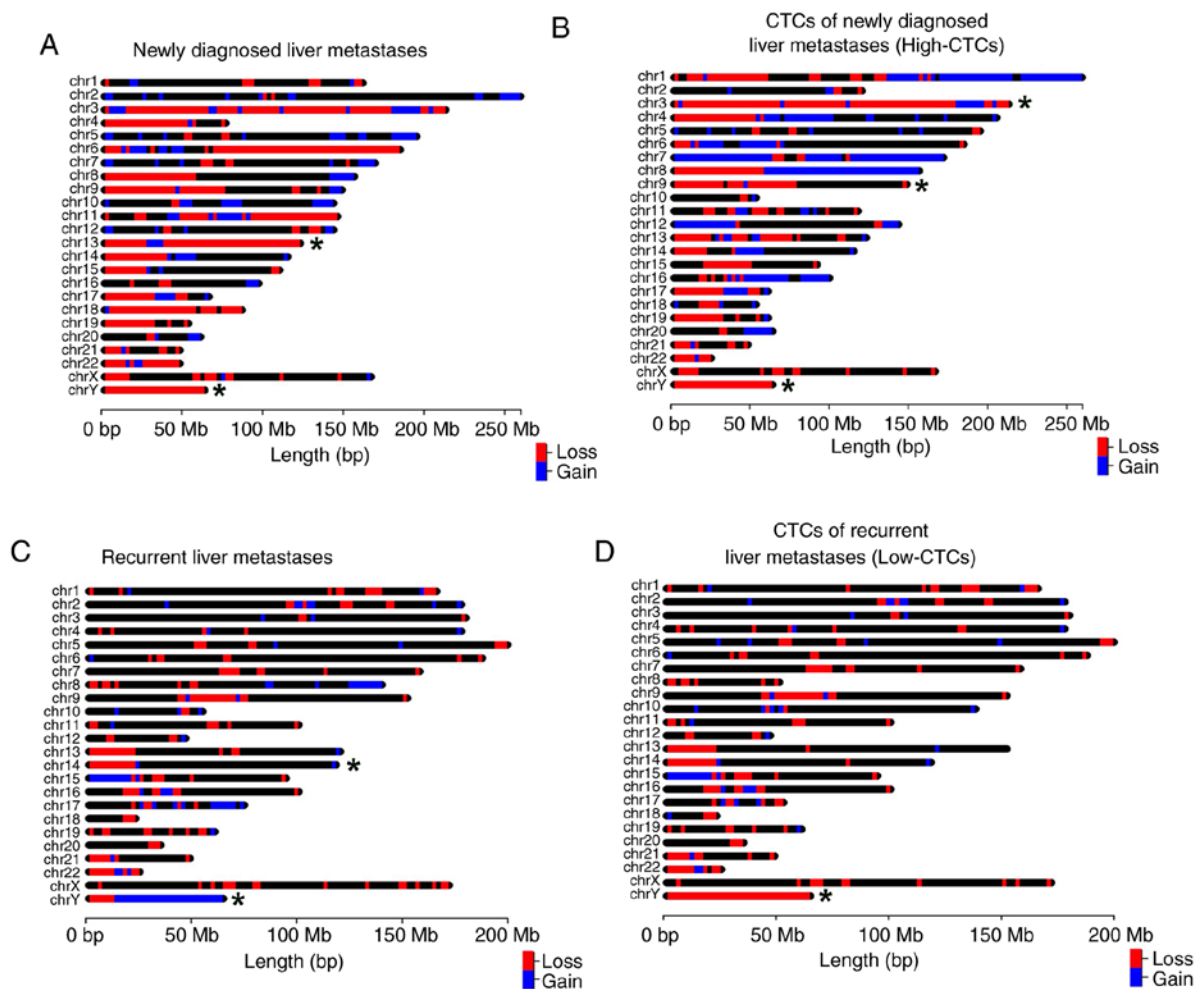 A
Newly diagnosed liver metastases
chr1
chr2
chr3
chr4
chr5
chr6
chr7
chr8
chr9
chr10
chr11
chr12
chr13
*
chr14
chr15
chr16
chr17
chr18
chr19
chr20
chr21
chr22
chrX
chrY
*
0 bp 50 Mb 100 Mb 150 Mb 200 Mb 250 Mb
Length (bp)
Loss
Gain
B
CTCs of newly diagnosed
liver metastases (High-CTCs)
chr1
chr2
chr3
*
chr4
chr5
chr6
chr7
chr8
chr9
*
chr10
chr11
chr12
chr13
chr14
chr15
chr16
chr17
chr18
chr19
chr20
chr21
chr22
chrX
chrY
*
0 bp 50 Mb 100 Mb 150 Mb 200 Mb 250 Mb
Length (bp)
Loss
Gain
C
Recurrent liver metastases
chr1
chr2
chr3
chr4
chr5
chr6
chr7
chr8
chr9
chr10
chr11
chr12
chr13
chr14
*
chr15
chr16
chr17
chr18
chr19
chr20
chr21
chr22
chrX
chrY
*
0 bp 50 Mb 100 Mb 150 Mb 200 Mb
Length (bp)
Loss
Gain
D
CTCs of recurrent
liver metastases (Low-CTCs)
chr1
chr2
chr3
chr4
chr5
chr6
chr7
chr8
chr9
chr10
chr11
chr12
chr13
chr14
chr15
chr16
chr17
chr18
chr19
chr20
chr21
chr22
chrX
chrY
*
0 bp 50 Mb 100 Mb 150 Mb 200 Mb
Length (bp)
Loss
Gain